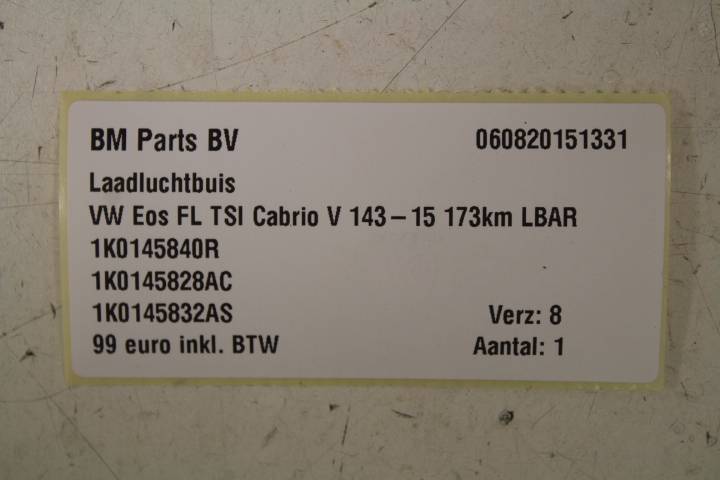 BM Parts BV 060820151331
Laadluchtbuis
VW Eos FL TSI Cabrio V 143-15 173km LBAR
1K0145840R
1K0145828AC
1K0145832AS Verz: 8
99 euro inkl. BTW Aantal: 1